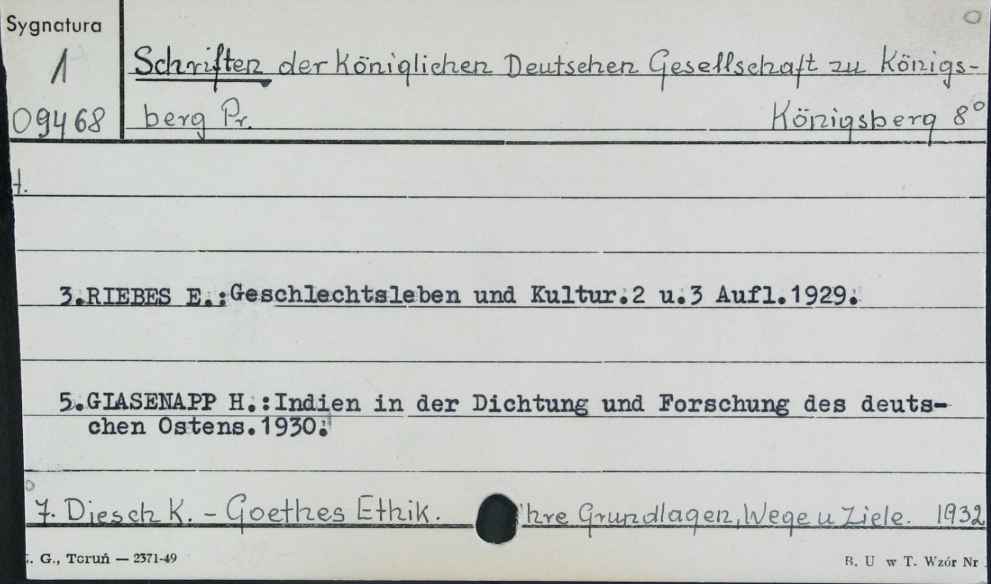 Sygnatura
1
09468
Schriften der Königlichen Deutschen Gesellschaft zu Königs-
berg Pr. Königsberg 8°
3.RIEBES E.:Geschlechtsleben und Kultur.2 u.3 Aufl.1929.
5.GIASENAPP H.:Indien in der Dichtung und Forschung des deuts-
chen Ostens.1930.
7. Diesch K. - Goethes Ethik. Ihre Grundlagen, Wege u Ziele. 1932
. G., Toruń — 2371-49
B. U w T. Wzór Nr